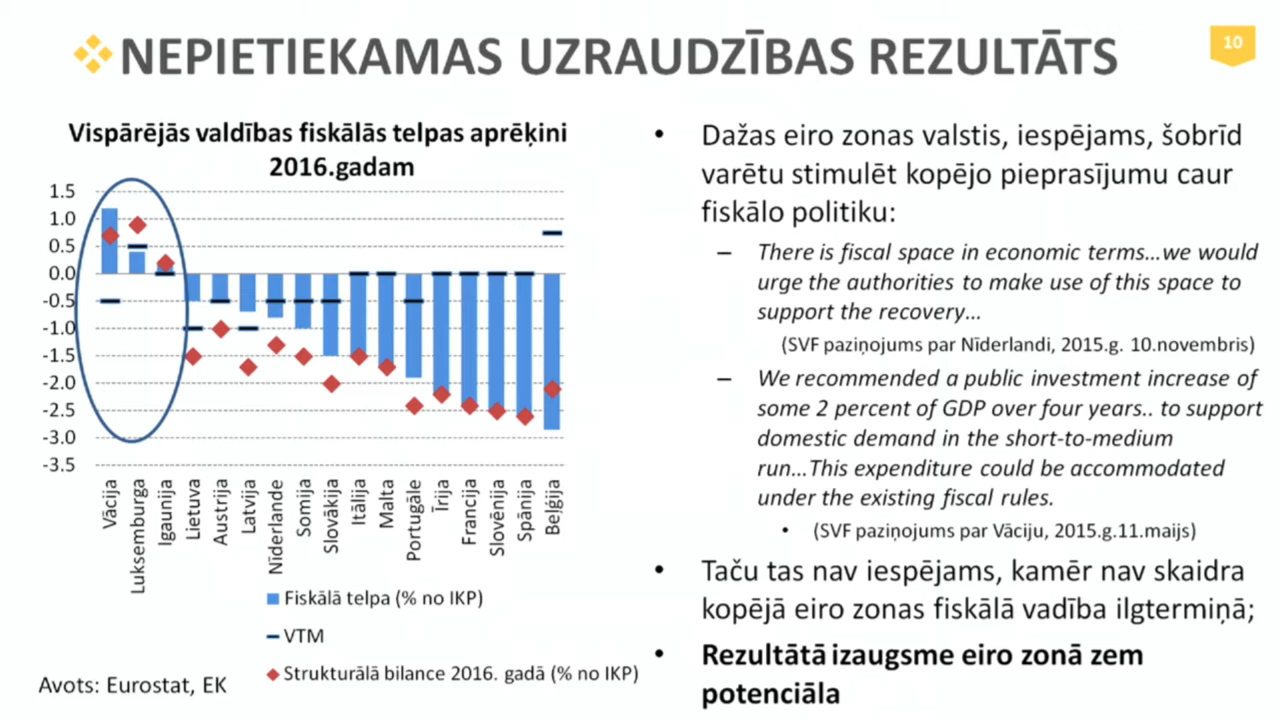 NEPIETIEKAMAS UZRAUDZĪBAS REZULTĀTS
10
Vispārējās valdības fiskālās telpas aprēķini
2016.gadam
1.5
1.0
0.5
0.0
-0.5
-1.0
-1.5
-2.0
-2.5
-3.0
-3.5
Vācija
Luksemburga
Igaunija
Lietuva
Austrija
Latvija
Nīderlande
Somija
Slovākija
Itālija
Malta
Portugāle
Īrija
Francija
Slovēnija
Spānija
Beļģija
Fiskālā telpa (% no IKP)
VTM
Strukturālā bilance 2016. gadā (% no IKP)
Avots: Eurostat, EK
• Dažas eiro zonas valstis, iespējams, šobrīd
varētu stimulēt kopējo pieprasījumu caur
fiskālo politiku:
– There is fiscal space in economic terms…we would
urge the authorities to make use of this space to
support the recovery…
(SVF paziņojums par Nīderlandi, 2015.g. 10.novembris)
– We recommended a public investment increase of
some 2 percent of GDP over four years.. to support
domestic demand in the short-to-medium
run…This expenditure could be accommodated
under the existing fiscal rules.
• (SVF paziņojums par Vāciju, 2015.g.11.maijs)
• Taču tas nav iespējams, kamēr nav skaidra
kopējā eiro zonas fiskālā vadība ilgtermiņā;
• Rezultātā izaugsme eiro zonā zem
potenciāla